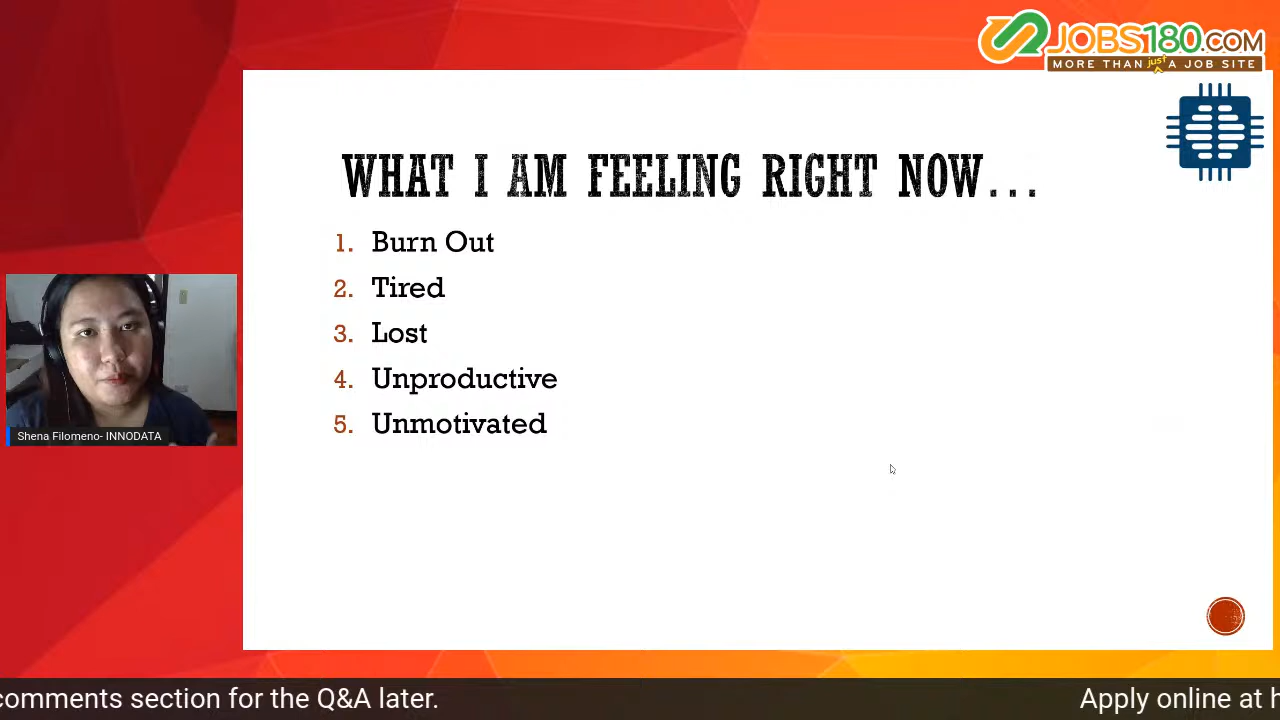 JOBS180.COM
MORE THAN just A JOB SITE
WHAT I AM FEELING RIGHT NOW...
1. Burn Out
2. Tired
3. Lost
4. Unproductive
5. Unmotivated
Shena Filomeno- INNODATA
comments section for the Q&A later.
Apply online at h